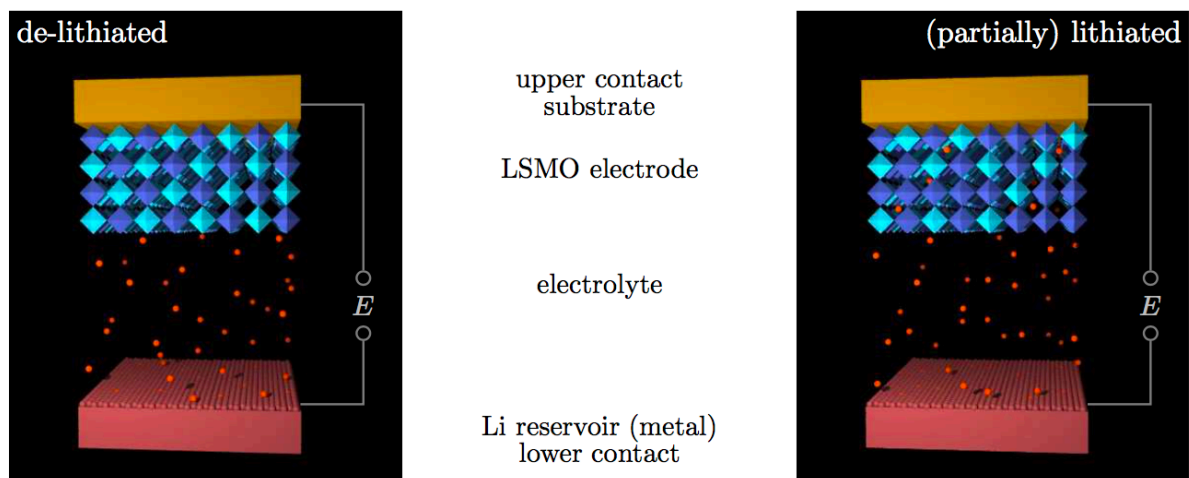 de-lithiated
(partially) lithiated
upper contact
substrate
LSMO electrode
electrolyte
E
E
Li reservoir (metal)
lower contact